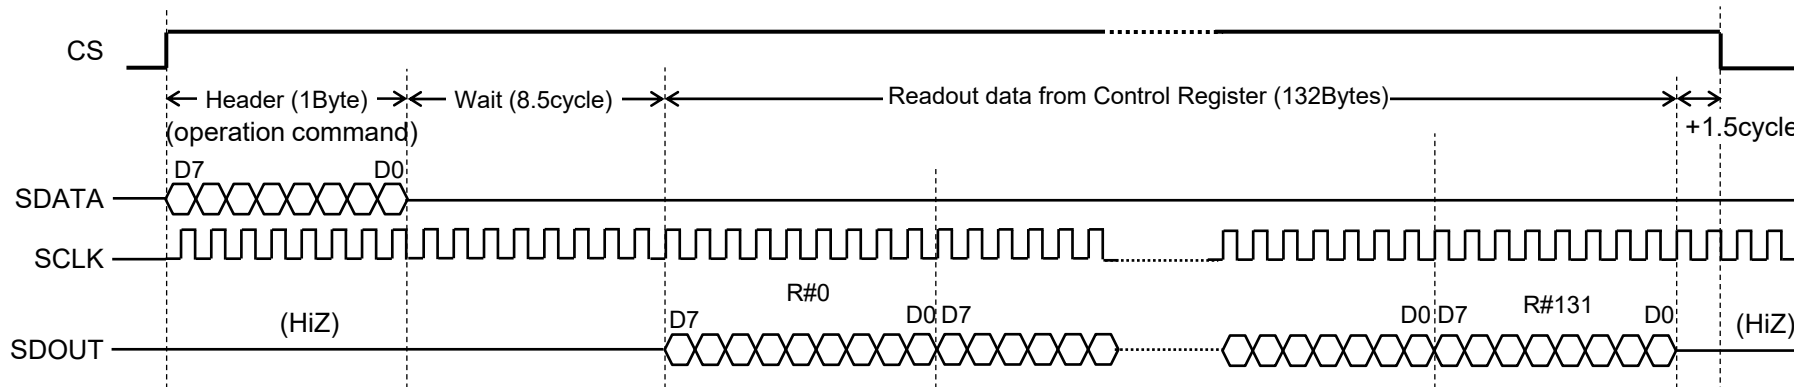 CS
Header (1Byte)
Wait (8.5cycle)
Readout data from Control Register (132Bytes)
(operation command)
+1.5cycle
D7
D0
SDATA
SCLK
R#0
R#131
(HiZ)
D7
D0
D7
D0
D7
D0
(HiZ)
SDOUT